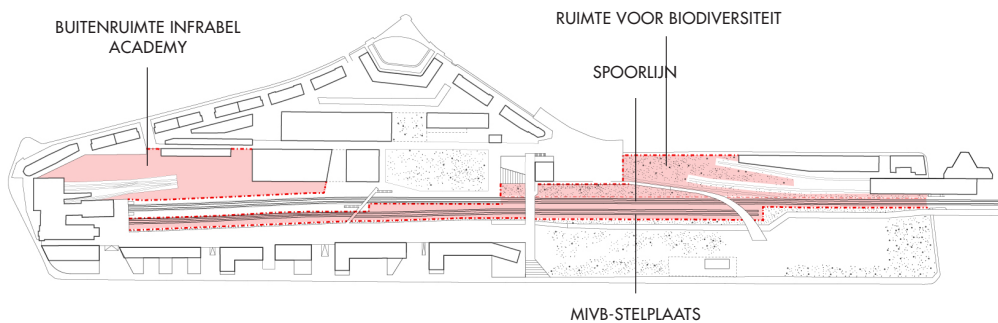 BUITENRUIMTE INFRABEL
ACADEMY
RUIMTE VOOR BIODIVERSITEIT
SPOORLIJN
MIVB-STELPLAATS